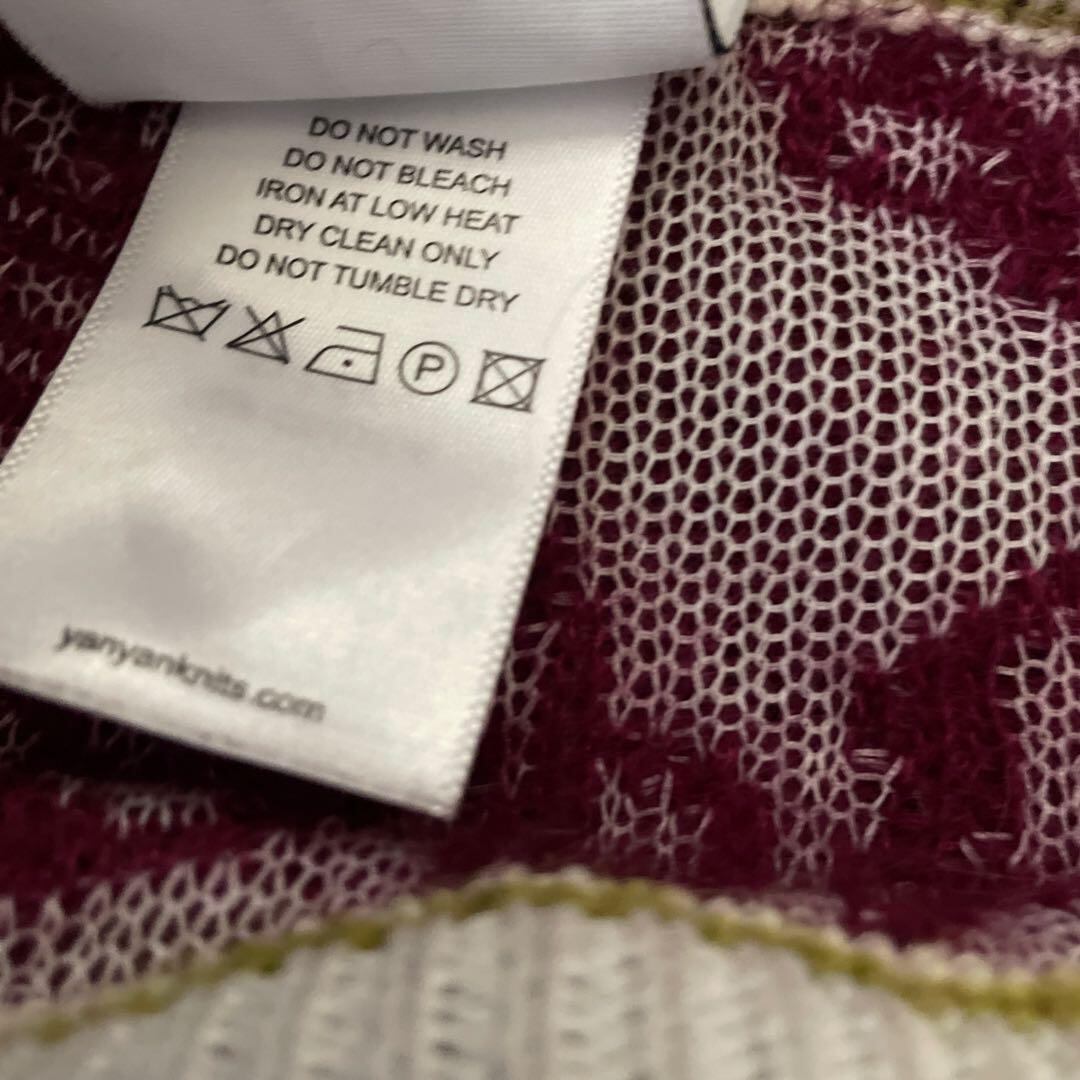 DO NOT WASH
DO NOT BLEACH
IRON AT LOW HEAT
DRY CLEAN ONLY
DO NOT TUMBLE DRY
P
yanyanknits.com